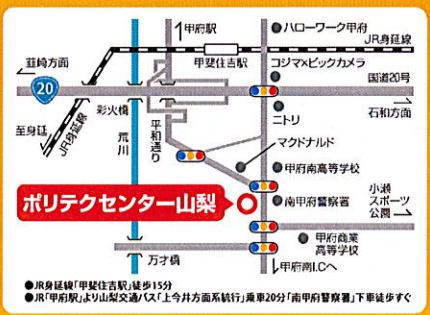 甲府駅
ハローワーク甲府
JR身延線
韮崎方面
甲斐住吉駅
コジマ×ビックカメラ
国道20号
20
彩火橋
石和方面
至身延
JR身延線
荒川
平和通り
ニトリ
マクドナルド
甲府南高等学校
ポリテクセンター山梨
南甲府警察署
小瀬
スポーツ
公園
甲府商業
高等学校
万才橋
甲府南I.Cへ
●JR身延線「甲斐住吉駅」徒歩15分
●JR「甲府駅」より山梨交通バス「上今井方面系統行」乗車20分「南甲府警察署」下車徒歩すぐ